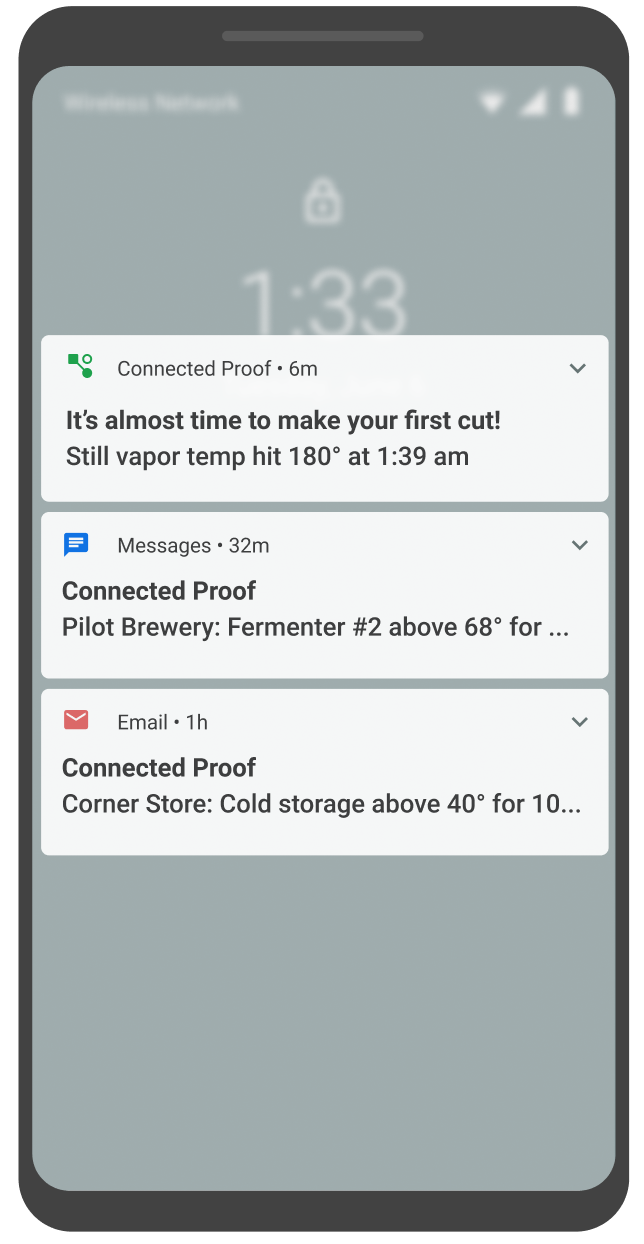 Wireless Network
1:33
Connected Proof • 6m
It's almost time to make your first cut!
Still vapor temp hit 180° at 1:39 am
Messages • 32m
Connected Proof
Pilot Brewery: Fermenter #2 above 68° for ...
Email • 1h
Connected Proof
Corner Store: Cold storage above 40° for 10...